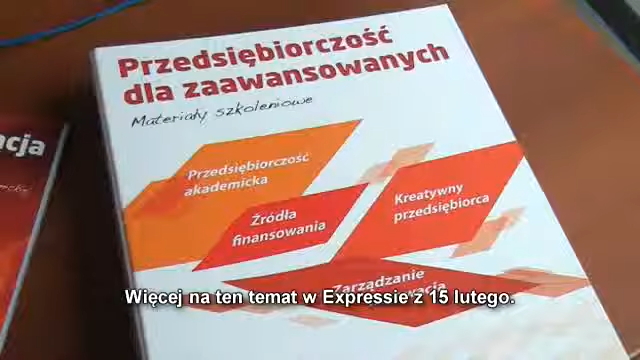 Przedsiębiorczość
dla zaawansowanych
Materiały szkoleniowe
acja
Przedsiębiorczość
akademicka
Źródła
finansowania
Kreatywny
przedsiębiorca
Zarządzanie
Więcej na ten temat w Expressie z 15 lutego.